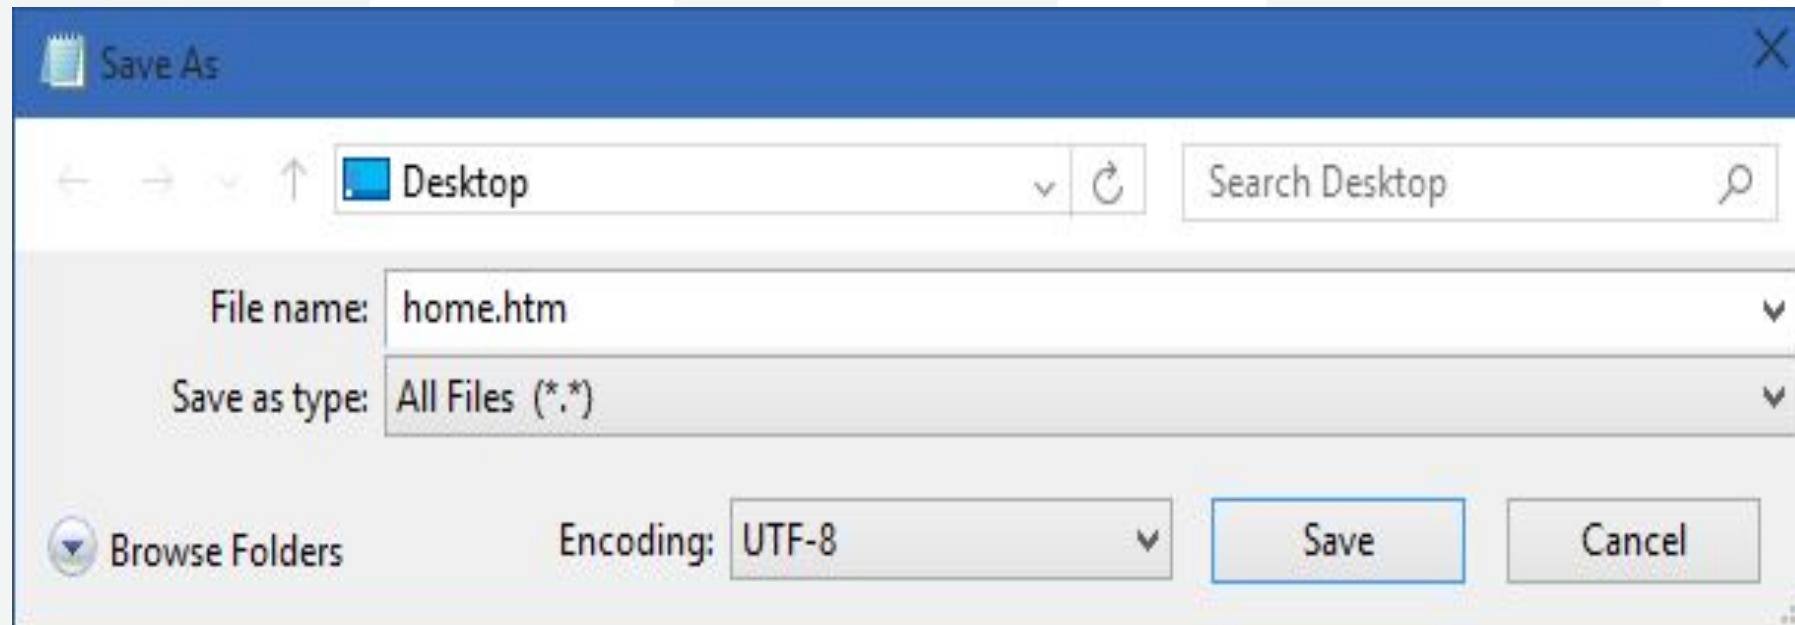 Save As
Desktop
Search Desktop
File name: home.htm
Save as type: All Files (*.*)
Browse Folders
Encoding: UTF-8
Save
Cancel